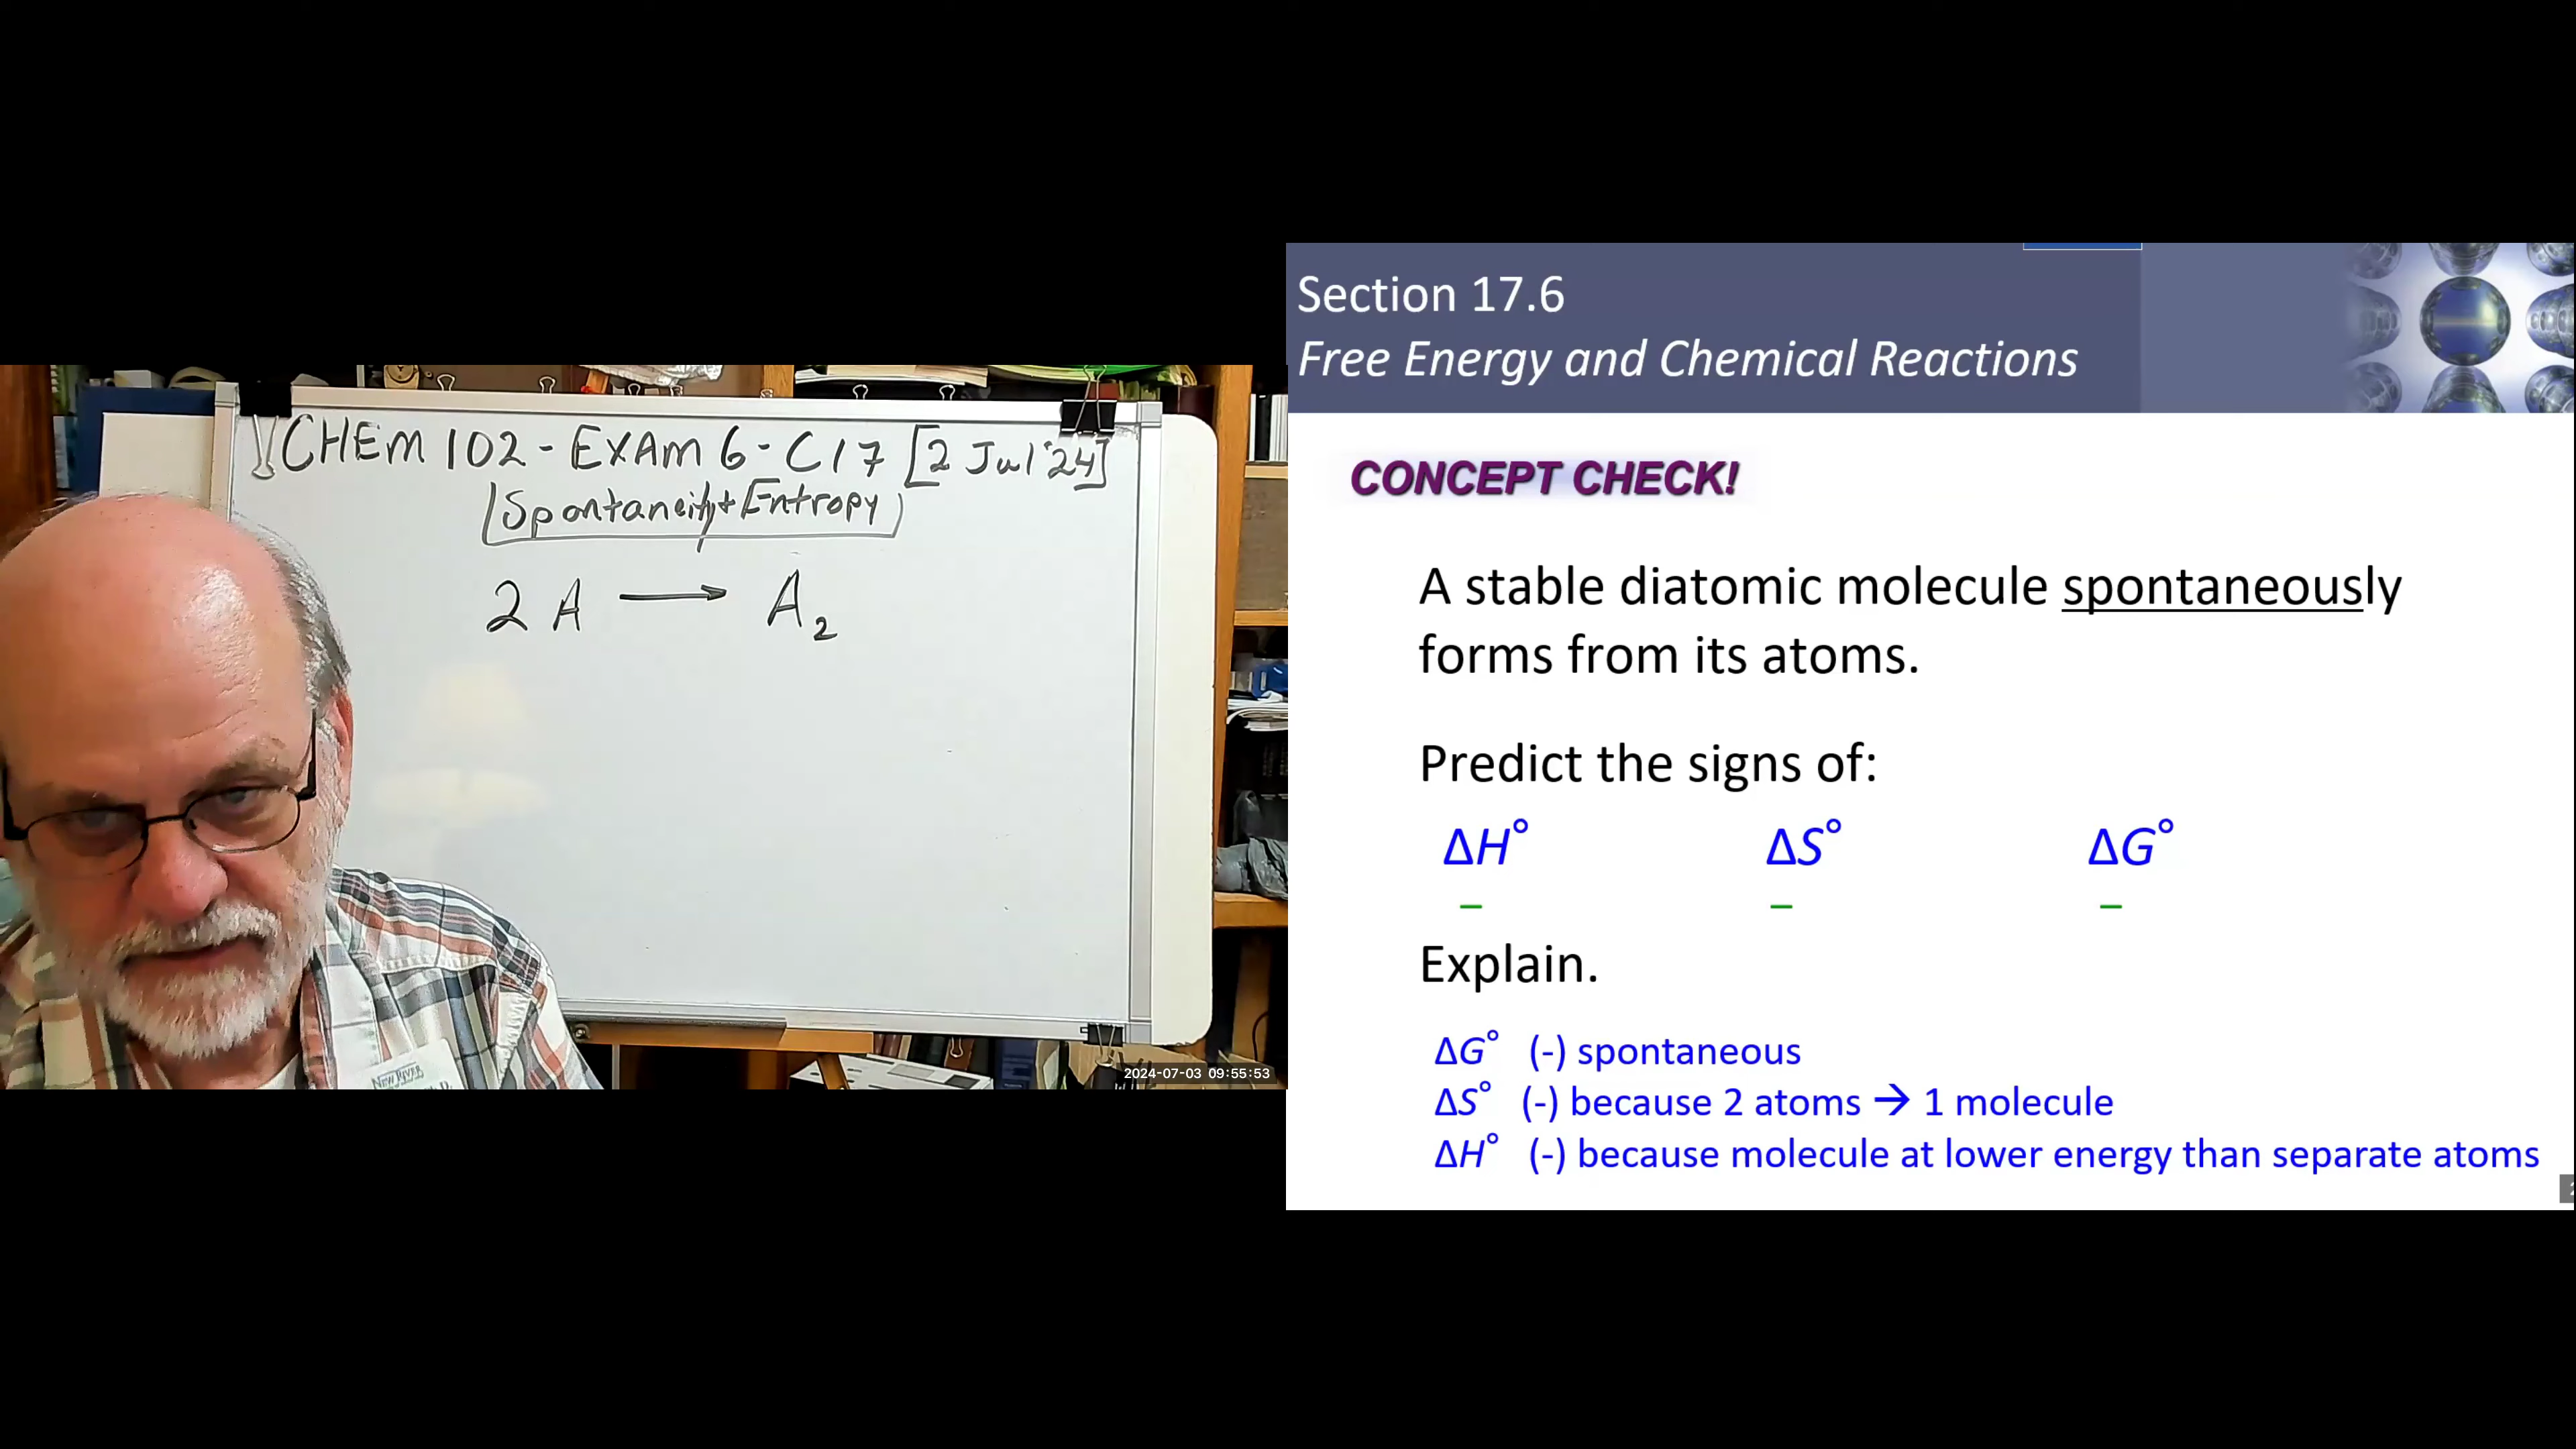 CHEM 102 - EXAM 6 - C17 [2 Jul '24]
Spontaneity + Entropy
2 A → A₂
NEW RIVER
2024-07-03 09:55:53
Section 17.6
Free Energy and Chemical Reactions
CONCEPT CHECK!
A stable diatomic molecule spontaneously
forms from its atoms.
Predict the signs of:
ΔH° ΔS° ΔG°
– – –
Explain.
ΔG° (-) spontaneous
ΔS° (-) because 2 atoms → 1 molecule
ΔH° (-) because molecule at lower energy than separate atoms